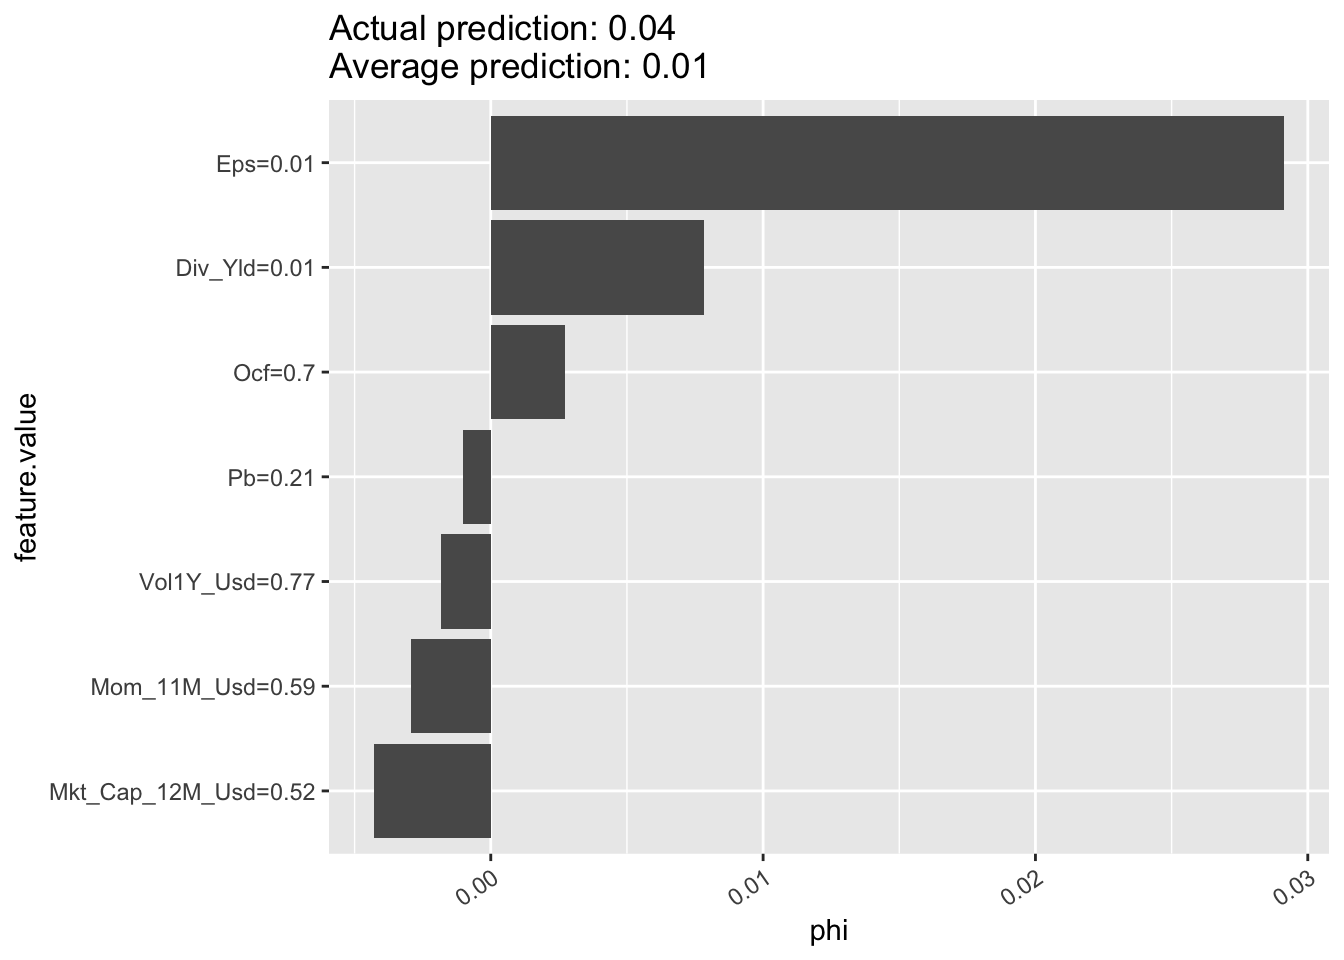 Actual prediction: 0.04
Average prediction: 0.01
Eps=0.01
Div_Yld=0.01
Ocf=0.7
Pb=0.21
Vol1Y_Usd=0.77
Mom_11M_Usd=0.59
Mkt_Cap_12M_Usd=0.52
feature.value
0.00
0.01
0.02
0.03
phi